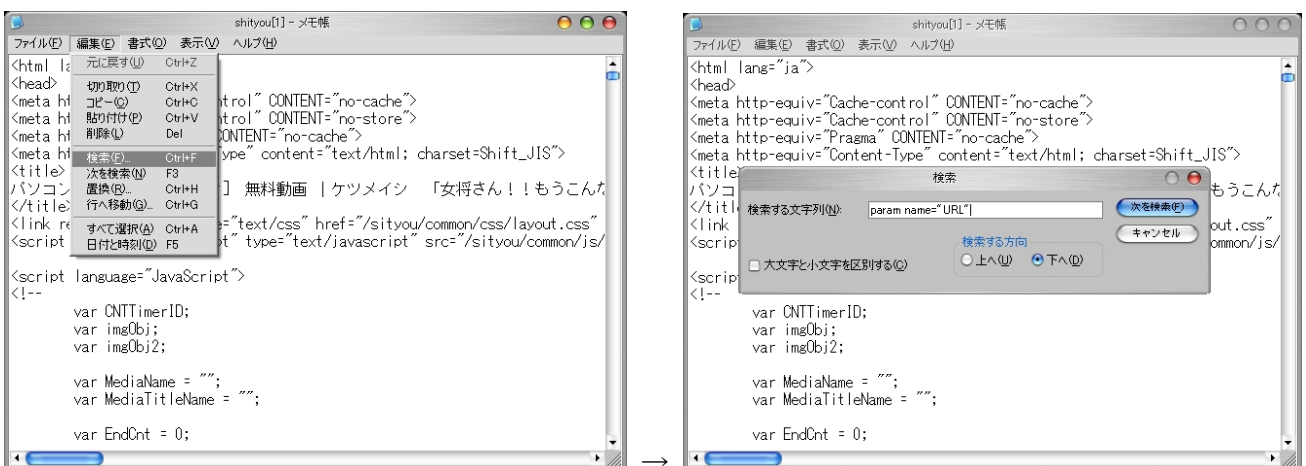 shityou[1] - メモ帳
ファイル(F) 編集(E) 書式(O) 表示(V) ヘルプ(H)
元に戻す(U) Ctrl+Z
切り取り(T) Ctrl+X
コピー(C) Ctrl+C
貼り付け(P) Ctrl+V
削除(L) Del
検索(F)... Ctrl+F
次を検索(N) F3
置換(R)... Ctrl+H
行へ移動(G)... Ctrl+G
すべて選択(A) Ctrl+A
日付と時刻(D) F5
<html la
<head>
<meta ht ntrol" CONTENT="no-cache">
<meta ht ntrol" CONTENT="no-store">
<meta ht CONTENT="no-cache">
<meta ht ype" content="text/html; charset=Shift_JIS">
<title>
パソコン ] 無料動画 |ケツメイシ 「女将さん!!もうこんな
</title>
<link re ="text/css" href="/sityou/common/css/layout.css"
<script pt" type="text/javascript" src="/sityou/common/js/
<script language="JavaScript">
<!--
var CNTTimerID;
var imgObj;
var imgObj2;
var MediaName = "";
var MediaTitleName = "";
var EndCnt = 0;
→
shityou[1] - メモ帳
ファイル(F) 編集(E) 書式(O) 表示(V) ヘルプ(H)
<html lang="ja">
<head>
<meta http-equiv="Cache-control" CONTENT="no-cache">
<meta http-equiv="Cache-control" CONTENT="no-store">
<meta http-equiv="Pragma" CONTENT="no-cache">
<meta http-equiv="Content-Type" content="text/html; charset=Shift_JIS">
<title>
パソコ もうこんな
</titl
<link out.css"
<scrip ommon/js/
検索
検索する文字列(N): param name="URL" 次を検索(F)
キャンセル
検索する方向
大文字と小文字を区別する(C) 上へ(U) 下へ(D)
<scrip
<!--
var CNTTimerID;
var imgObj;
var imgObj2;
var MediaName = "";
var MediaTitleName = "";
var EndCnt = 0;